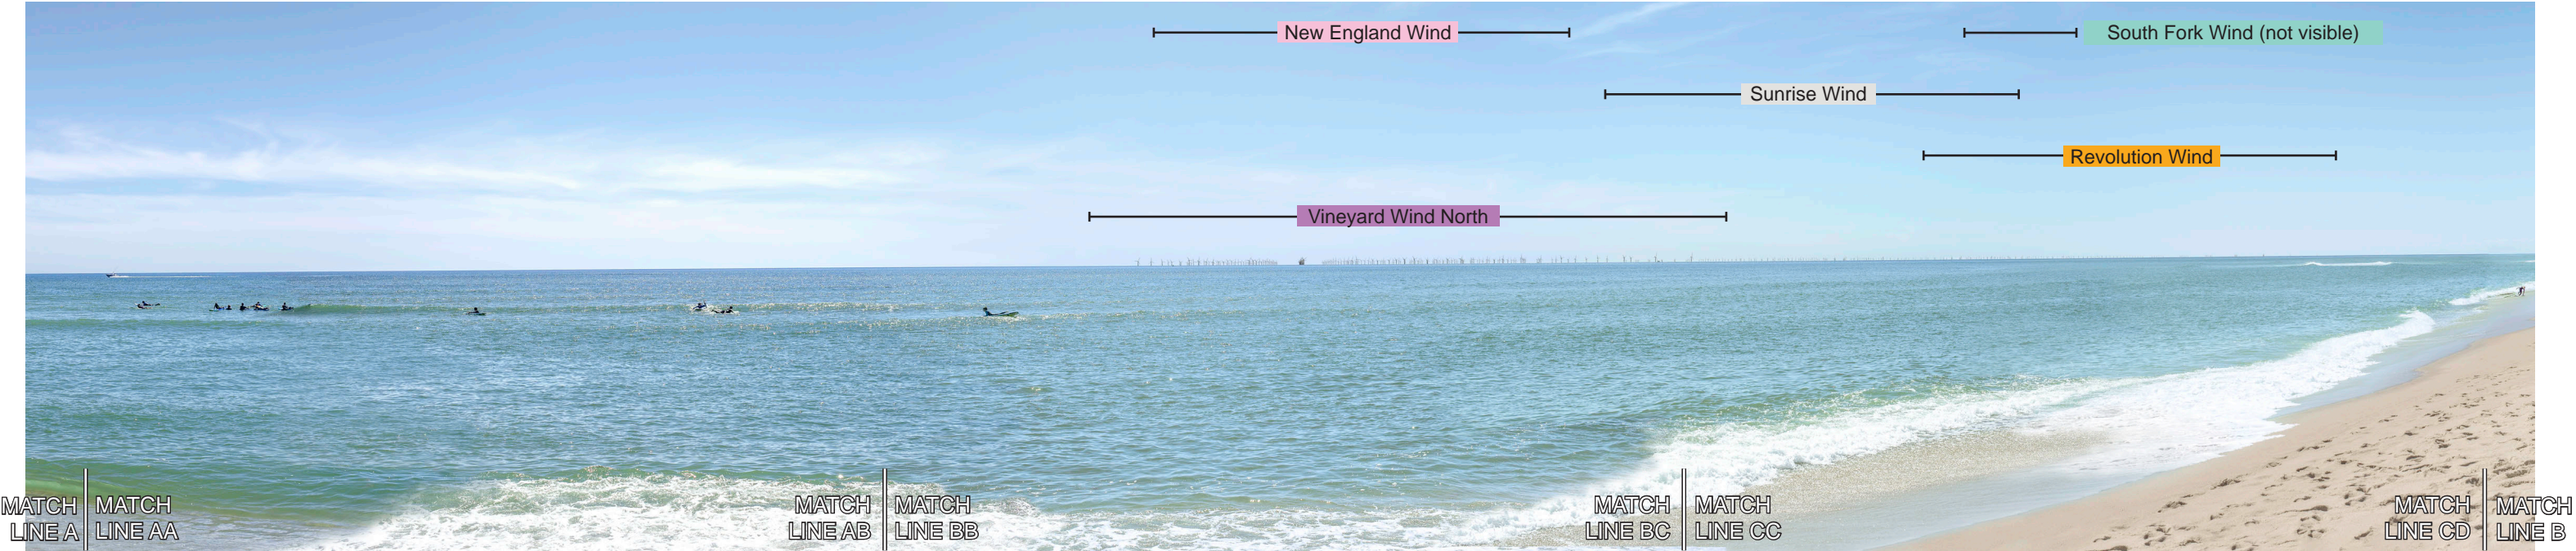 New England Wind
South Fork Wind (not visible)
Sunrise Wind
Revolution Wind
Vineyard Wind North
MATCH
LINE A
MATCH
LINE AA
MATCH
LINE AB
MATCH
LINE BB
MATCH
LINE BC
MATCH
LINE CC
MATCH
LINE CD
MATCH
LINE B